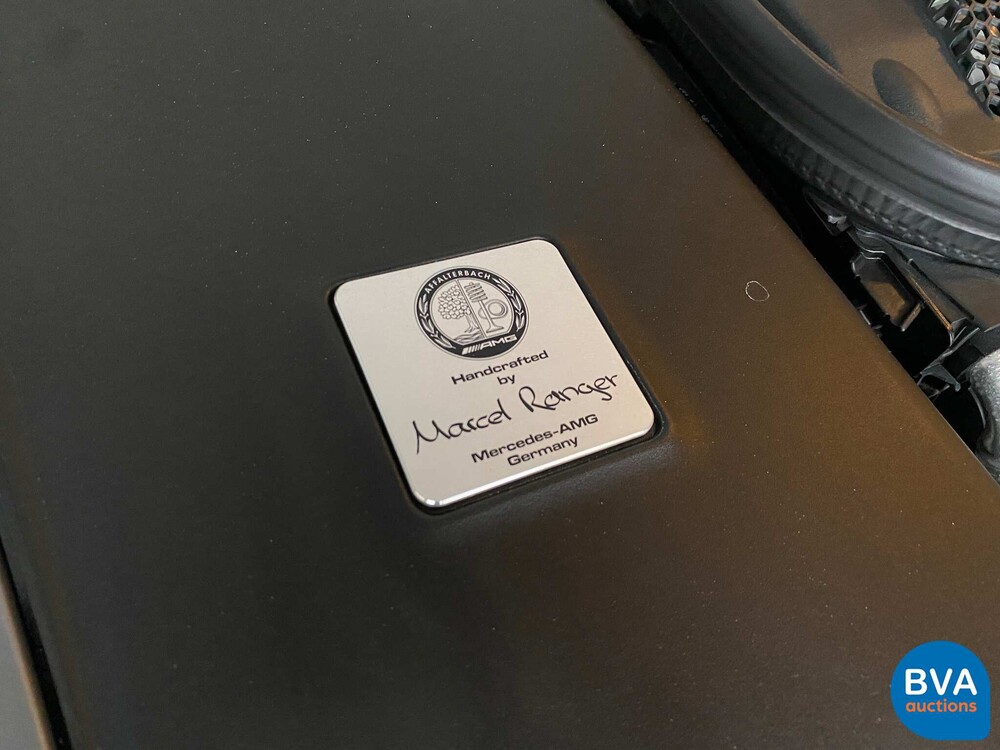 AFFALTERBACH
AMG
Handcrafted
by
Marcel Ranger
Mercedes-AMG
Germany
BVA
auctions